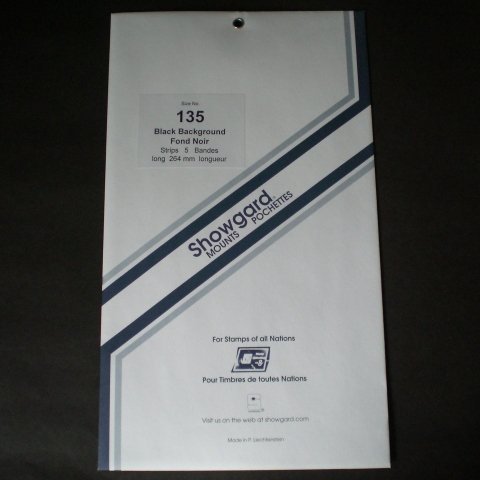 Size No.
135
Black Background
Fond Noir
Strips 5 Bandes
long 264 mm longueur
Showgard
MOUNTS POCHETTES
For Stamps of all Nations
Pour Timbres de toutes Nations
Visit us on the web at showgard.com
Made in P. Liechtenstein